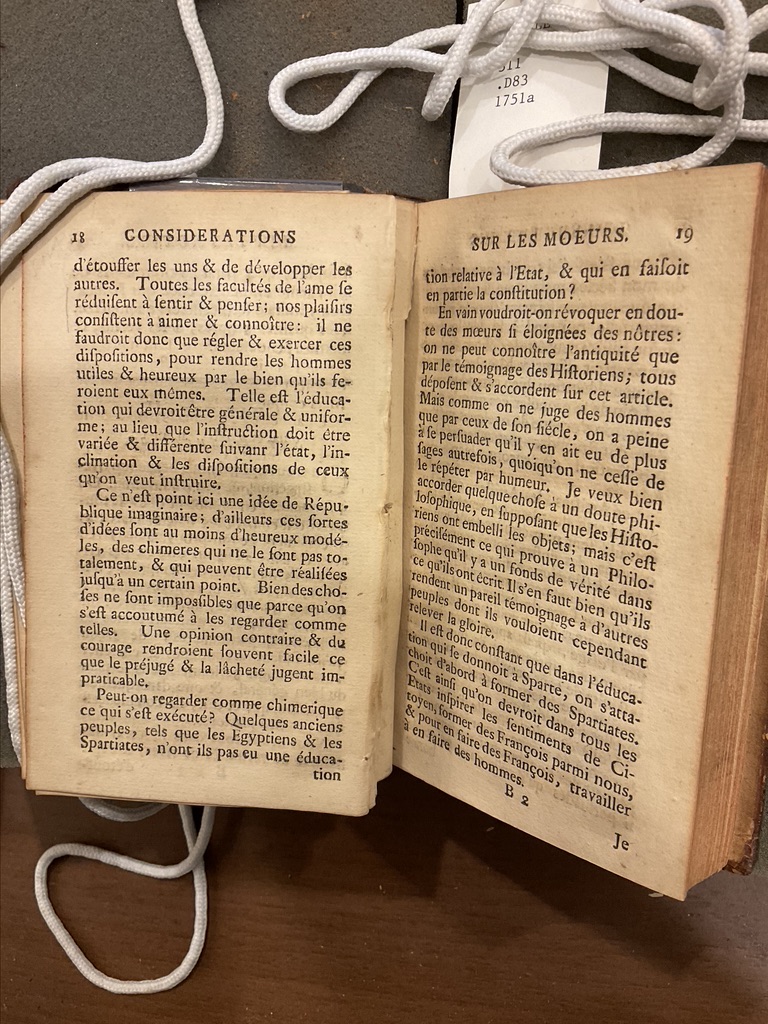 311
.D83
1751a
18 CONSIDERATIONS
d'étouffer les uns & de développer les
autres. Toutes les facultés de l'ame ſe
réduiſent à ſentir & penſer; nos plaiſirs
conſiſtent à aimer & connoître: il ne
faudroit donc que régler & exercer ces
diſpoſitions, pour rendre les hommes
utiles & heureux par le bien qu'ils fe-
roient eux mêmes. Telle eſt l'éduca-
tion qui devroit être générale & unifor-
me; au lieu que l'inſtruction doit être
variée & différente ſuivanr l'état, l'in-
clination & les diſpoſitions de ceux
qu'on veut inſtruire.
Ce n'eſt point ici une idée de Répu-
blique imaginaire; d'ailleurs ces ſortes
d'idées ſont au moins d'heureux modé-
les, des chimeres qui ne le ſont pas to-
talement, & qui peuvent être réaliſées
juſqu'à un certain point. Bien des cho-
ſes ne ſont impoſſibles que parce qu'on
s'eſt accoutumé à les regarder comme
telles. Une opinion contraire & du
courage rendroient ſouvent facile ce
que le préjugé & la lâcheté jugent im-
praticable.
Peut-on regarder comme chimerique
ce qui s'eſt exécuté? Quelques anciens
peuples, tels que les Egyptiens & les
Spartiates, n'ont ils pas eu une éduca-
tion
SUR LES MOEURS. 19
tion relative à l'Etat, & qui en faiſoit
en partie la conſtitution?
En vain voudroit-on révoquer en dou-
te des mœurs ſi éloignées des nôtres:
on ne peut connoître l'antiquité que
par le témoignage des Hiſtoriens; tous
dépoſent & s'accordent ſur cet article.
Mais comme on ne juge des hommes
que par ceux de ſon ſiécle, on a peine
à ſe perſuader qu'il y en ait eu de plus
ſages autrefois, quoiqu'on ne ceſſe de
le répéter par humeur. Je veux bien
accorder quelque choſe à un doute phi-
loſophique, en ſuppoſant que les Hiſto-
riens ont embelli les objets; mais c'eſt
préciſément ce qui prouve à un Philo-
ſophe qu'il y a un fonds de vérité dans
ce qu'ils ont écrit. Il s'en faut bien qu'ils
rendent un pareil témoignage à d'autres
peuples dont ils vouloient cependant
relever la gloire.
Il eſt donc conſtant que dans l'éduca-
tion qui ſe donnoit à Sparte, on s'atta-
choit d'abord à former des Spartiates.
C'eſt ainſi qu'on devroit dans tous les
Etats inſpirer les ſentimens de Ci-
toyen, former des François parmi nous,
& pour en faire des François, travailler
à en faire des hommes.
B 2
Je